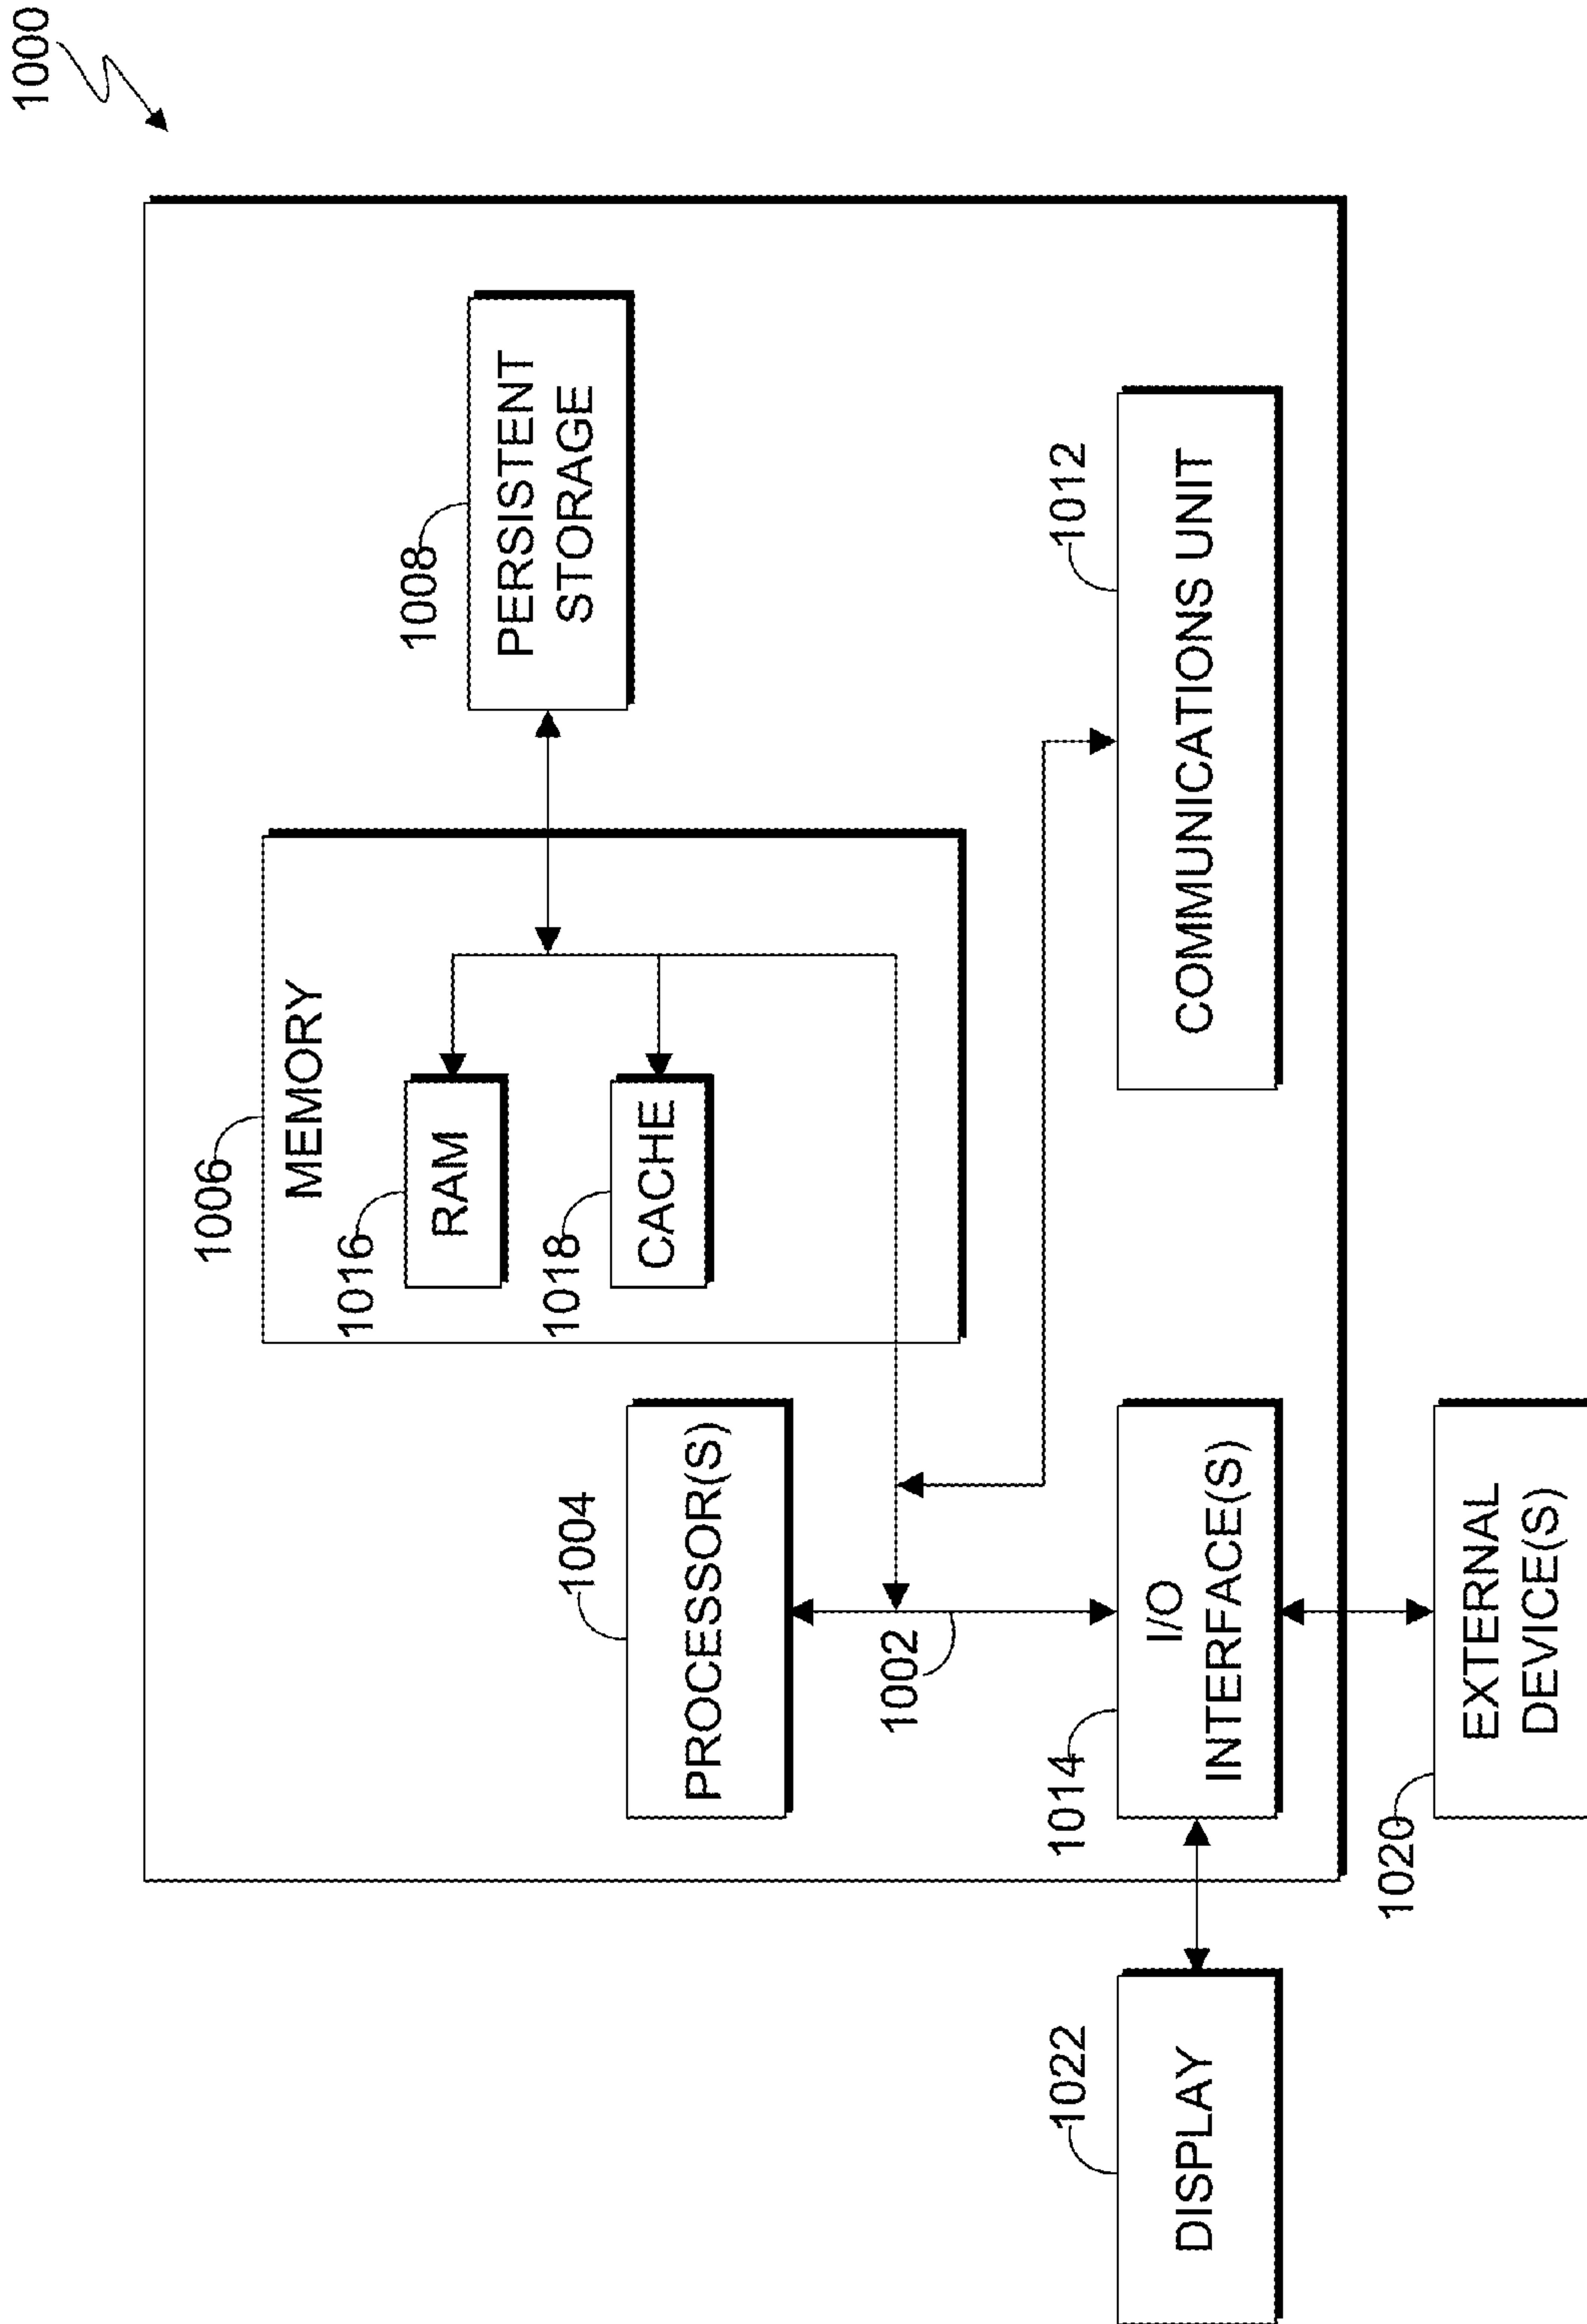 1000
1006
MEMORY
1016
RAM
1008
PERSISTENT
STORAGE
1004
PROCESSOR(S)
1018
CACHE
1002
1022
DISPLAY
1014
I/O
INTERFACE(S)
1012
COMMUNICATIONS UNIT
1020
EXTERNAL
DEVICE(S)